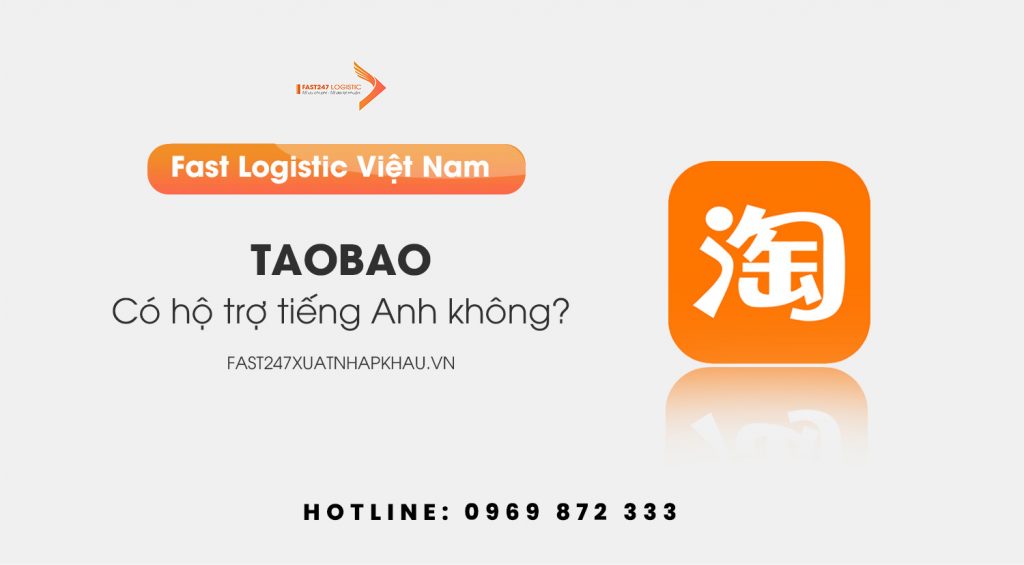 FAST247 LOGISTIC
Fast Logistic Việt Nam
TAOBAO
Có hộ trợ tiếng Anh không?
FAST247XUATNHAPKHAU.VN
淘
HOTLINE: 0969 872 333